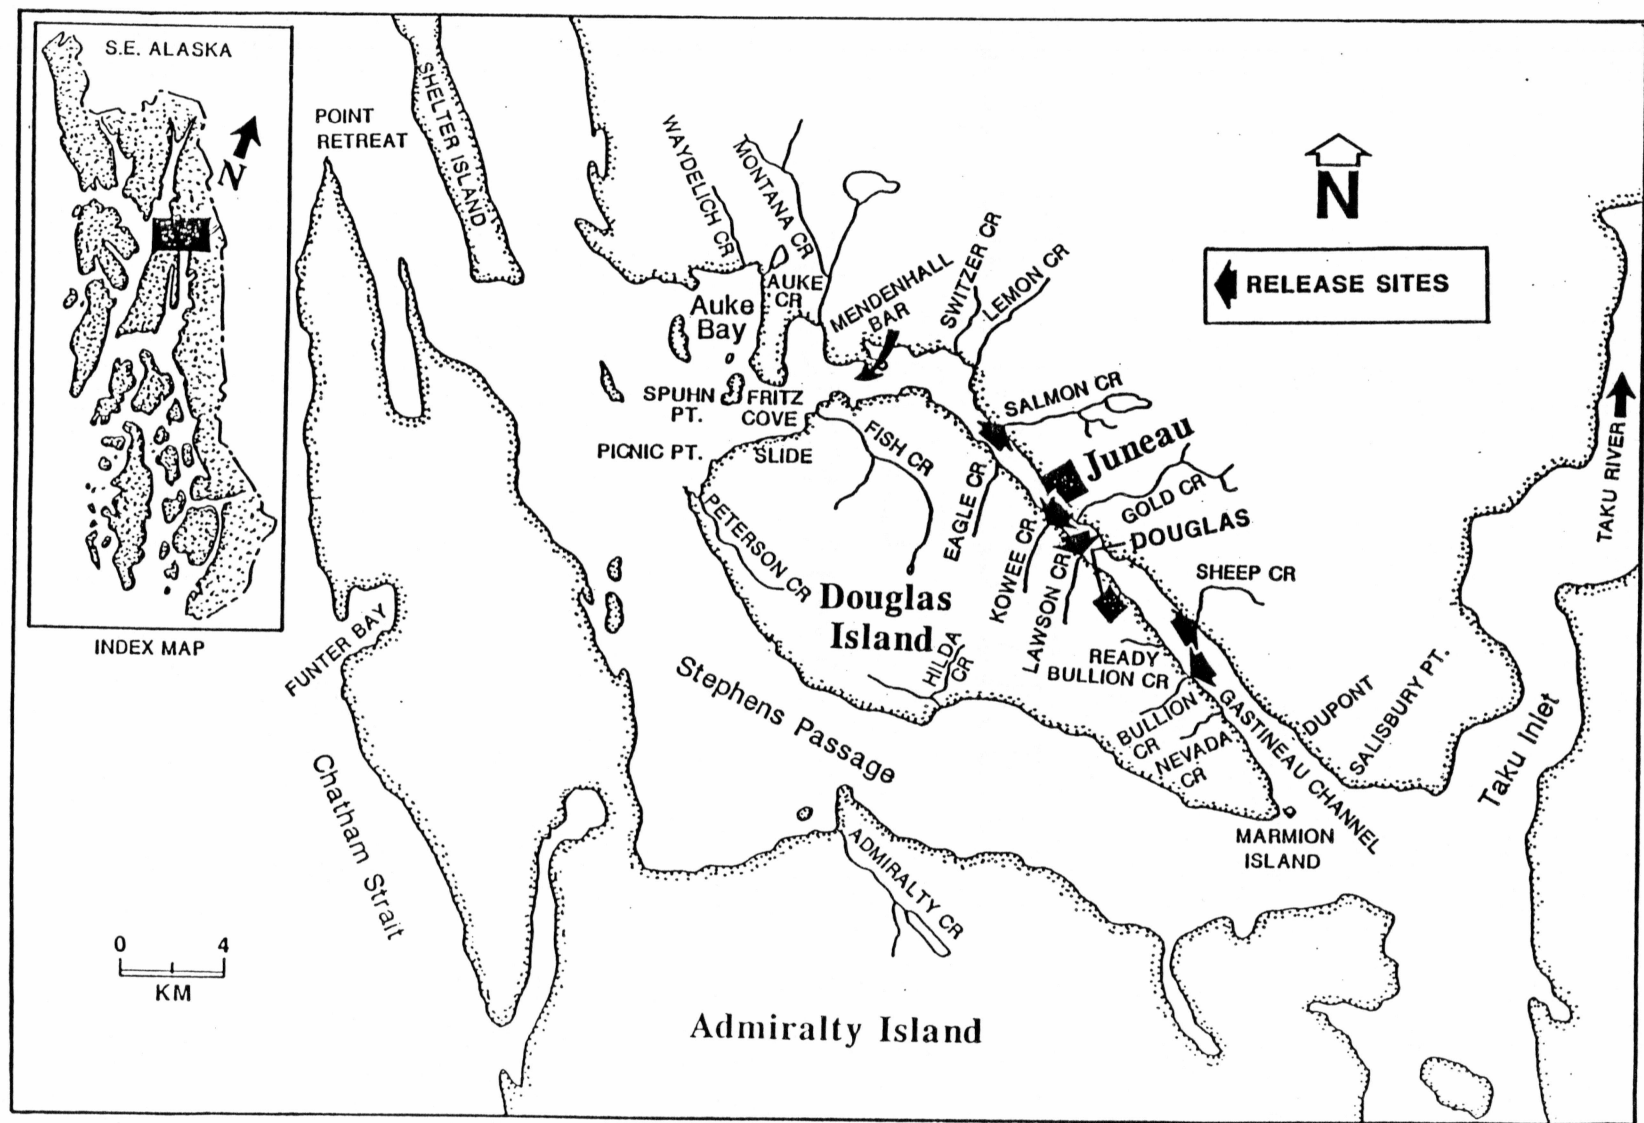 S.E. ALASKA
N
INDEX MAP
POINT
RETREAT
SHELTER ISLAND
WAYDELICH CR
MONTANA CR
AUKE
CR
Auke
Bay
MENDENHALL
BAR
SWITZER CR
LEMON CR
N
RELEASE SITES
SPUHN
PT.
FRITZ
COVE
PICNIC PT.
SLIDE
FISH CR
SALMON CR
Juneau
EAGLE CR
GOLD CR
DOUGLAS
KOWEE CR.
LAWSON CR
SHEEP CR
TAKU RIVER
PETERSON CR
Douglas
Island
HILDA
CR
READY
BULLION CR
BULLION
CR
NEVADA
CR
GASTINEAU CHANNEL
DUPONT
SALISBURY PT.
Taku Inlet
FUNTER BAY
Stephens Passage
Chatham Strait
MARMION
ISLAND
ADMIRALTY CR
0 4
KM
Admiralty Island